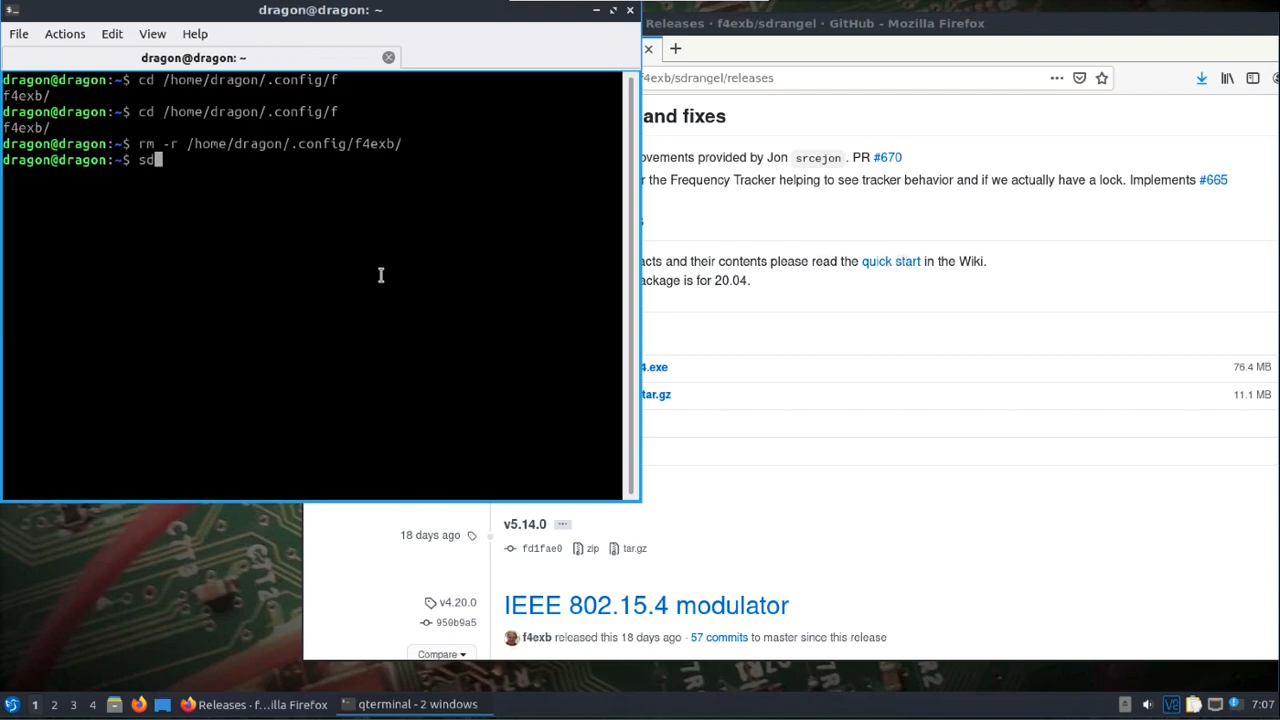 dragon@dragon: ~
File Actions Edit View Help
dragon@dragon: ~
dragon@dragon:~$ cd /home/dragon/.config/f
f4exb/
dragon@dragon:~$ cd /home/dragon/.config/f
f4exb/
dragon@dragon:~$ rm -r /home/dragon/.config/f4exb/
dragon@dragon:~$ sd
Releases · f4exb/sdrangel · GitHub - Mozilla Firefox
f4exb/sdrangel/releases
and fixes
ovements provided by Jon srcejon. PR #670
r the Frequency Tracker helping to see tracker behavior and if we actually have a lock. Implements #665
acts and their contents please read the quick start in the Wiki.
ackage is for 20.04.
4.exe 76.4 MB
tar.gz 11.1 MB
18 days ago
v5.14.0
fd1fae0 zip tar.gz
v4.20.0
950b9a5
Compare
IEEE 802.15.4 modulator
f4exb released this 18 days ago · 57 commits to master since this release
1 2 3 4 Releases · f...illa Firefox qterminal - 2 windows 7:07